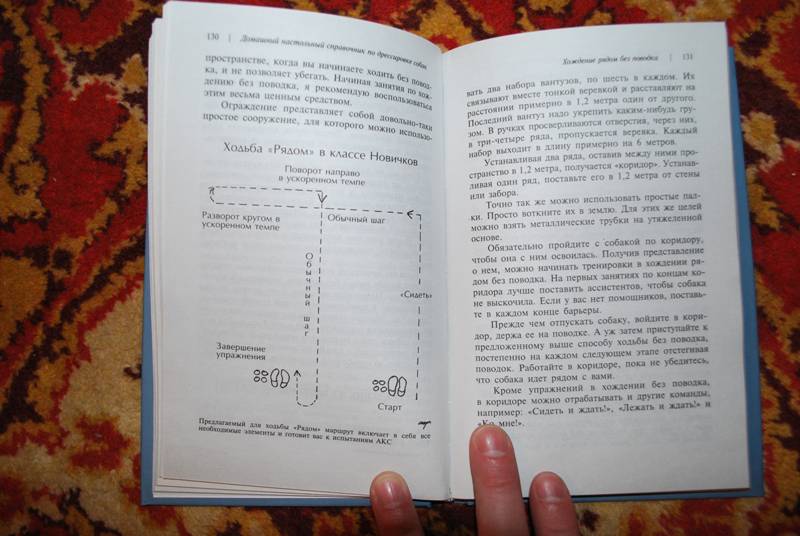 130 | Домашний настольный справочник по дрессировке собак
пространстве, когда вы начинаете ходить без повод-
ка, и не позволяет убегать. Начиная занятия по хож-
дению без поводка, я рекомендую воспользоваться
этим весьма ценным средством.
Ограждение представляет собой довольно-таки
простое сооружение, для которого можно использо-
Ходьба «Рядом» в классе Новичков
Поворот направо
в ускоренном темпе
Разворот кругом в
ускоренном темпе
Обычный шаг
Обычный шаг
«Сидеть»
Завершение
упражнения
Старт
Предлагаемый для ходьбы «Рядом» маршрут включает в себя все
необходимые элементы и готовит вас к испытаниям АКС
Хождение рядом без поводка | 131
вать два набора вантузов, по шесть в каждом. Их
связывают вместе тонкой веревкой и расставляют на
расстоянии примерно в 1,2 метра один от другого.
Последний вантуз надо укрепить каким-нибудь гру-
зом. В ручках просверливаются отверстия, через них,
в три-четыре ряда, пропускается веревка. Каждый
набор выходит в длину примерно на 6 метров.
Устанавливая два ряда, оставив между ними про-
странство в 1,2 метра, получается «коридор». Устанав-
ливая один ряд, поставьте его в 1,2 метра от стены
или забора.
Точно так же можно использовать простые пал-
ки. Просто воткните их в землю. Для этих же целей
можно взять металлические трубки на утяжеленной
основе.
Обязательно пройдите с собакой по коридору,
чтобы она с ним освоилась. Получив представление
о нем, можно начинать тренировки в хождении ря-
дом без поводка. На первых занятиях по концам ко-
ридора лучше поставить ассистентов, чтобы собака
не выскочила. Если у вас нет помощников, поставь-
те в каждом конце барьеры.
Прежде чем отпускать собаку, войдите в кори-
дор, держа ее на поводке. А уж затем приступайте к
предложенному выше способу ходьбы без поводка,
постепенно на каждом следующем этапе отстегивая
поводок. Работайте в коридоре, пока не убедитесь,
что собака идет рядом с вами.
Кроме упражнений в хождении без поводка,
в коридоре можно отрабатывать и другие команды,
например: «Сидеть и ждать!», «Лежать и ждать!» и
«Ко мне!».